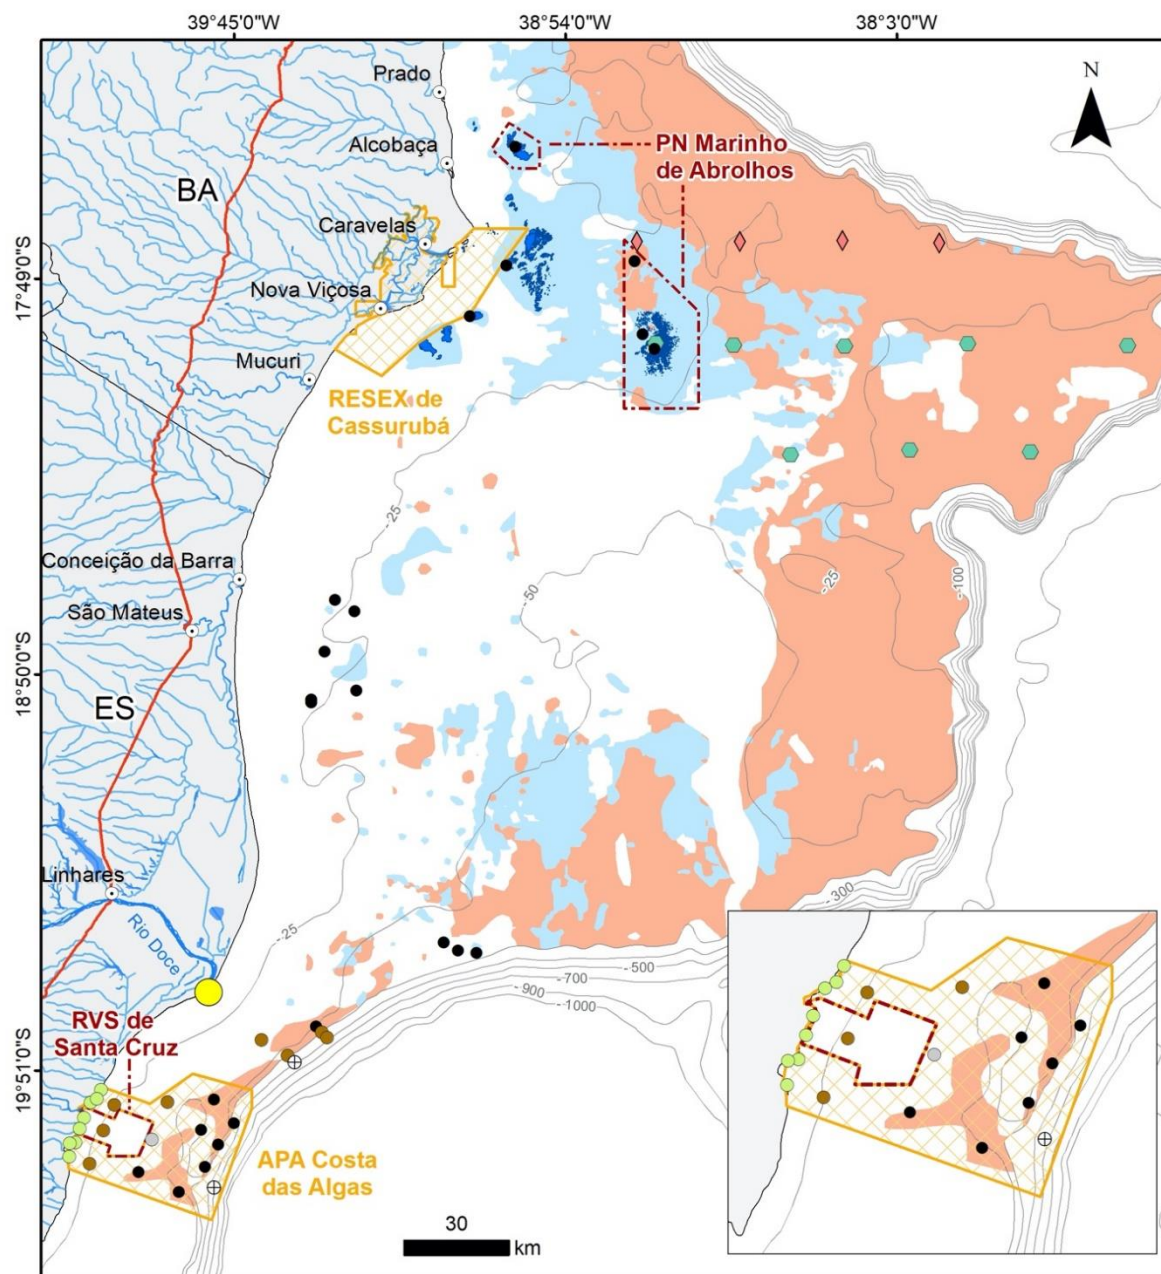 39°45'0"W
38°54'0"W
38°3'0"W
N
Prado
Alcobaça
PN Marinho
de Abrolhos
BA
Caravelas
17°49'0"S
Nova Viçosa
Mucuri
RESEX de
Cassurubá
-25
Conceição da Barra
-50
-25
-100
São Mateus
18°50'0"S
ES
Linhares
-300
Rio Doce
-25
-500
-700
-900
-1000
RVS de
Santa Cruz
19°51'0"S
APA Costa
das Algas
30
km